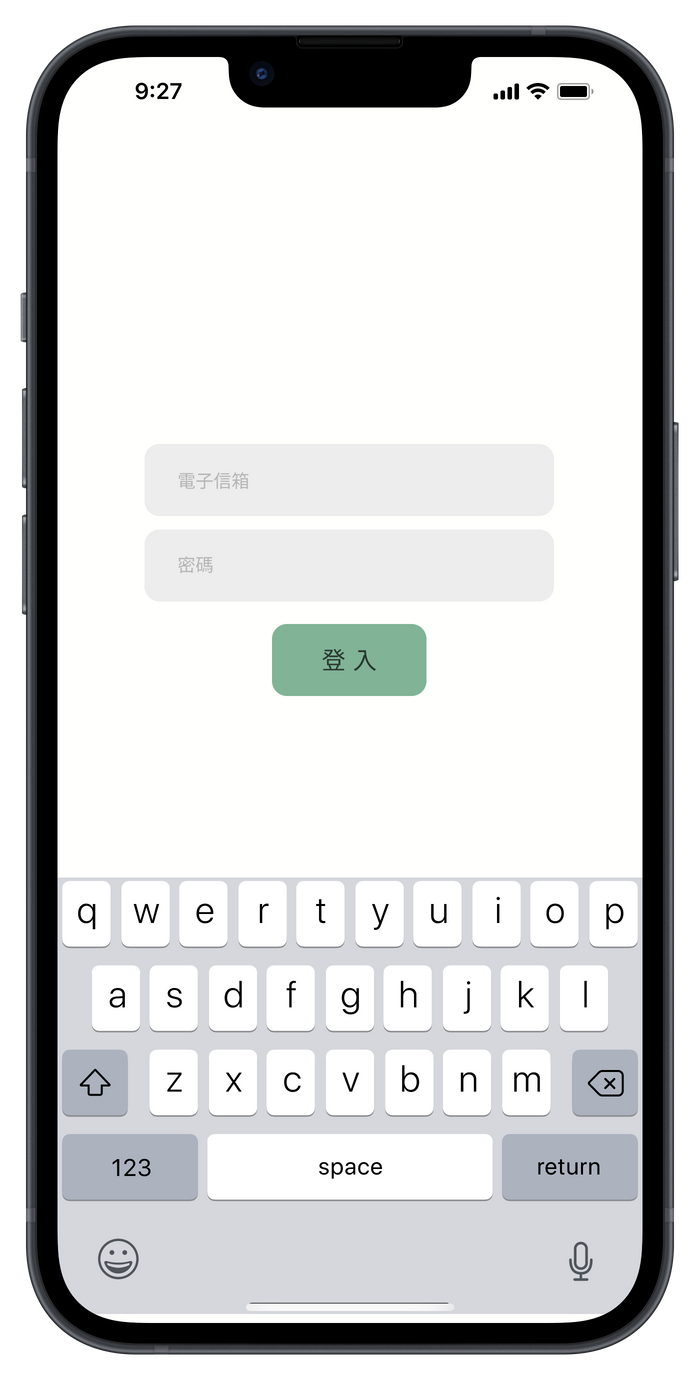 9:27
電子信箱
密碼
登入
q w e r t y u i o p
a s d f g h j k l
z x c v b n m
123 space return